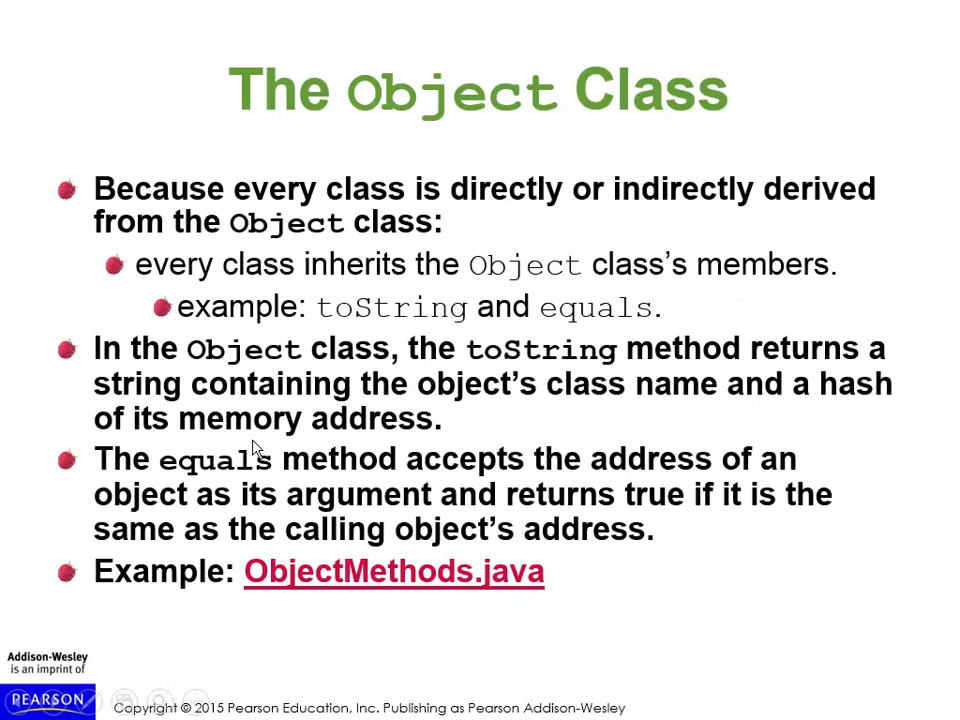 The Object Class
Because every class is directly or indirectly derived
from the Object class:
every class inherits the Object class’s members.
example: toString and equals.
In the Object class, the toString method returns a
string containing the object’s class name and a hash
of its memory address.
The equals method accepts the address of an
object as its argument and returns true if it is the
same as the calling object’s address.
Example: ObjectMethods.java
Addison-Wesley
is an imprint of
PEARSON
Copyright © 2015 Pearson Education, Inc. Publishing as Pearson Addison-Wesley